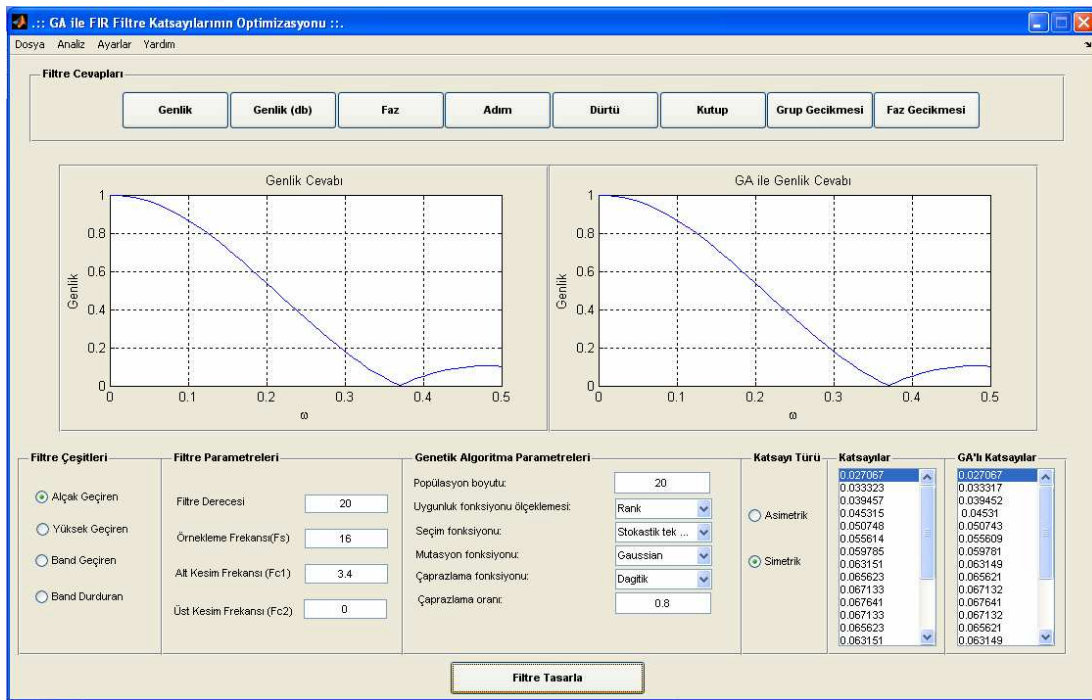 .:: GA ile FIR Filtre Katsayılarının Optimizasyonu ::.
Dosya Analiz Ayarlar Yardım
Filtre Cevapları
Genlik Genlik (db) Faz Adım Dürtü Kutup Grup Gecikmesi Faz Gecikmesi
Genlik Cevabı
1
0.8
0.6
0.4
0.2
0
Genlik
0 0.1 0.2 0.3 0.4 0.5
ω
GA ile Genlik Cevabı
1
0.8
0.6
0.4
0.2
0
Genlik
0 0.1 0.2 0.3 0.4 0.5
ω
Filtre Çeşitleri
Alçak Geçiren
Yüksek Geçiren
Band Geçiren
Band Durduran
Filtre Parametreleri
Filtre Derecesi 20
Örnekleme Frekansı(Fs) 16
Alt Kesim Frekansı (Fc1) 3.4
Üst Kesim Frekansı (Fc2) 0
Genetik Algoritma Parametreleri
Popülasyon boyutu: 20
Uygunluk fonksiyonu ölçeklemesi: Rank
Seçim fonksiyonu: Stokastik tek ...
Mutasyon fonksiyonu: Gaussian
Çaprazlama fonksiyonu: Dagitik
Çaprazlama oranı: 0.8
Katsayı Türü
Asimetrik
Simetrik
Katsayılar
0.027067
0.033323
0.039457
0.045315
0.050748
0.055614
0.059785
0.063151
0.065623
0.067133
0.067641
0.067133
0.065623
0.063151
GA'lı Katsayılar
0.027067
0.033317
0.039452
0.04531
0.050743
0.055609
0.059781
0.063149
0.065621
0.067132
0.067641
0.067132
0.065621
0.063149
Filtre Tasarla